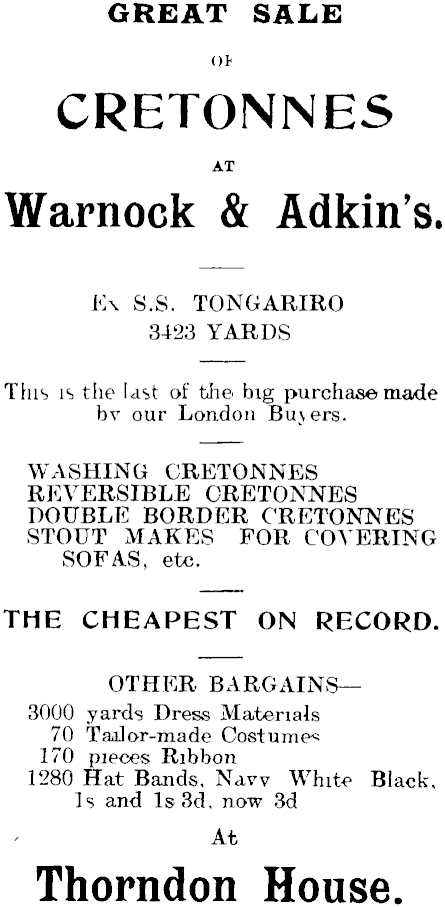 GREAT SALE
OF
CRETONNES
AT
Warnock & Adkin's.
Ex S.S. TONGARIRO
3423 YARDS
This is the last of the big purchase made
by our London Buyers.
WASHING CRETONNES
REVERSIBLE CRETONNES
DOUBLE BORDER CRETONNES
STOUT MAKES FOR COVERING
SOFAS, etc.
THE CHEAPEST ON RECORD.
OTHER BARGAINS—
3000 yards Dress Materials
70 Tailor-made Costumes
170 pieces Ribbon
1280 Hat Bands, Navy White Black,
1s and 1s 3d, now 3d
At
Thorndon House.